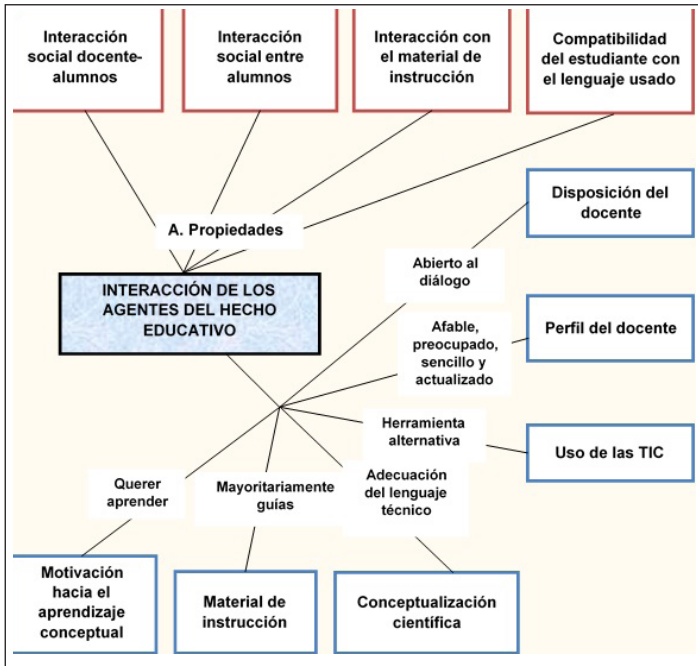 Interacción
social docente-
alumnos
Interacción
social entre
alumnos
Interacción con
el material de
instrucción
Compatibilidad
del estudiante con
el lenguaje usado
A. Propiedades
INTERACCIÓN DE LOS
AGENTES DEL HECHO
EDUCATIVO
Disposición del
docente
Abierto al
diálogo
Afable,
preocupado,
sencillo y
actualizado
Perfil del docente
Herramienta
alternativa
Uso de las TIC
Querer
aprender
Mayoritariamente
guías
Adecuación
del lenguaje
técnico
Motivación
hacia el
aprendizaje
conceptual
Material de
instrucción
Conceptualización
científica